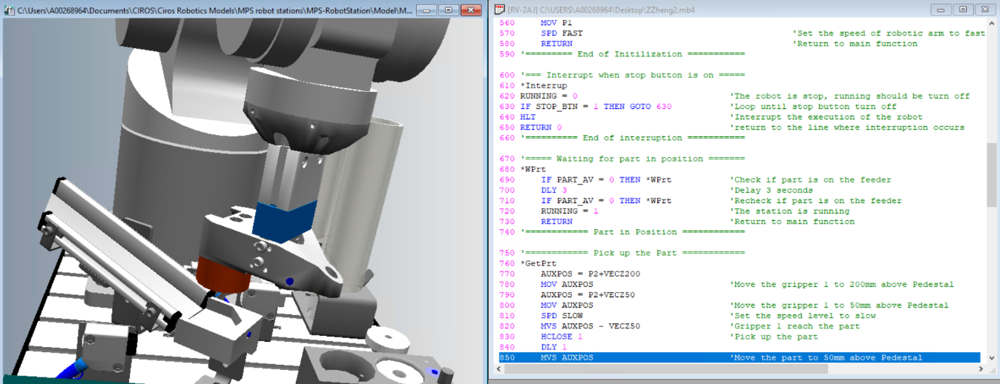 C:\Users\A00268964\Documents\CIROS\Ciros Robotics Models\MPS robot stations\MPS-RobotStation\Model\M...
[RV-2AJ] C:\USERS\A00268964\Desktop\ZZheng2.mb4
560 MOV P1
570 SPD FAST 'Set the speed of robotic arm to fast
580 RETURN 'Return to main function
590 '========= End of Initilization ===========
600 '=== Interrupt when stop button is on =====
610 *Interrup
620 RUNNING = 0 'The robot is stop, running should be turn off
630 IF STOP_BTN = 1 THEN GOTO 630 'Loop until stop button turn off
640 HLT 'Interrupt the execution of the robot
650 RETURN 0 'return to the line where interruption occurs
660 '========== End of interruption ===========
670 '===== Waiting for part in position =======
680 *WPrt
690 IF PART_AV = 0 THEN *WPrt 'Check if part is on the feeder
700 DLY 3 'Delay 3 seconds
710 IF PART_AV = 0 THEN *WPrt 'Recheck if part is on the feeder
720 RUNNING = 1 'The station is running
730 RETURN 'Return to main function
740 '============ Part in Position ============
750 '============ Pick up the Part ============
760 *GetPrt
770 AUXPOS = P2+VECZ200
780 MOV AUXPOS 'Move the gripper 1 to 200mm above Pedestal
790 AUXPOS = P2+VECZ50
800 MOV AUXPOS 'Move the gripper 1 to 50mm above Pedestal
810 SPD SLOW 'Set the speed level to slow
820 MVS AUXPOS - VECZ50 'Gripper 1 reach the part
830 HCLOSE 1 'Pick up the part
840 DLY 1
850 MVS AUXPOS 'Move the part to 50mm above Pedestal